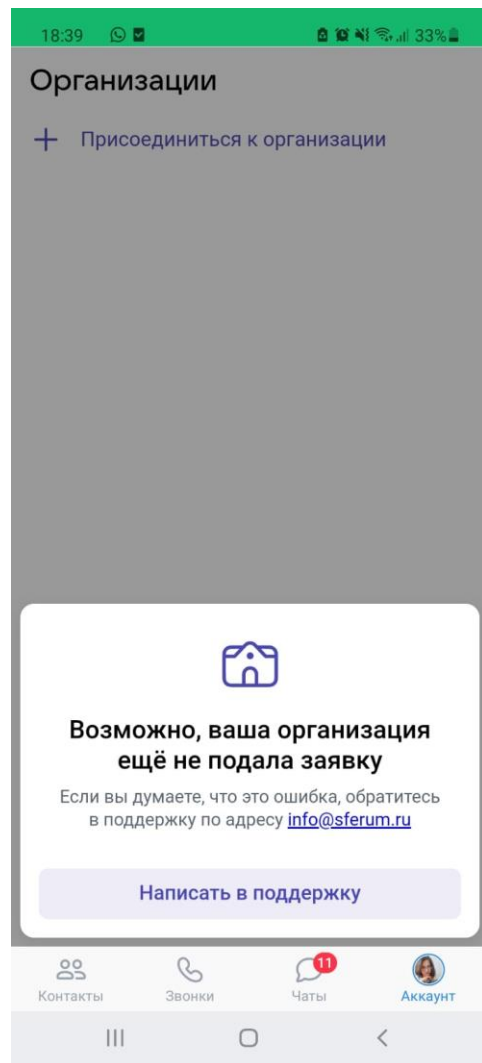 18:39
33%
Организации
+ Присоединиться к организации
Возможно, ваша организация
ещё не подала заявку
Если вы думаете, что это ошибка, обратитесь
в поддержку по адресу info@sferum.ru
Написать в поддержку
11
Контакты Звонки Чаты Аккаунт